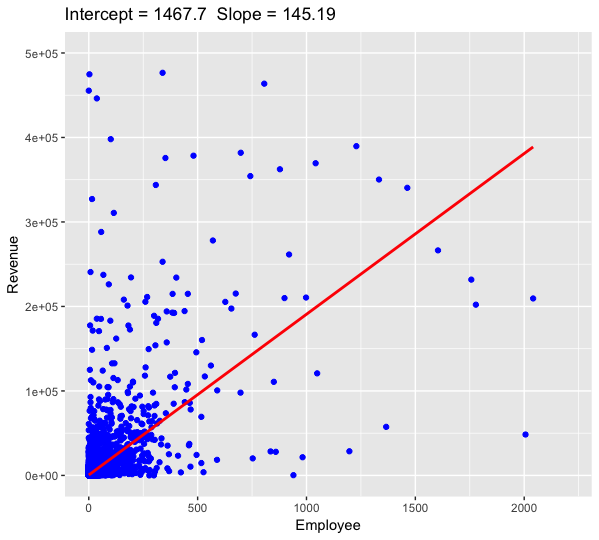 Intercept = 1467.7 Slope = 145.19
5e+05
4e+05
3e+05
2e+05
1e+05
0e+00
Revenue
0
500
1000
1500
2000
Employee